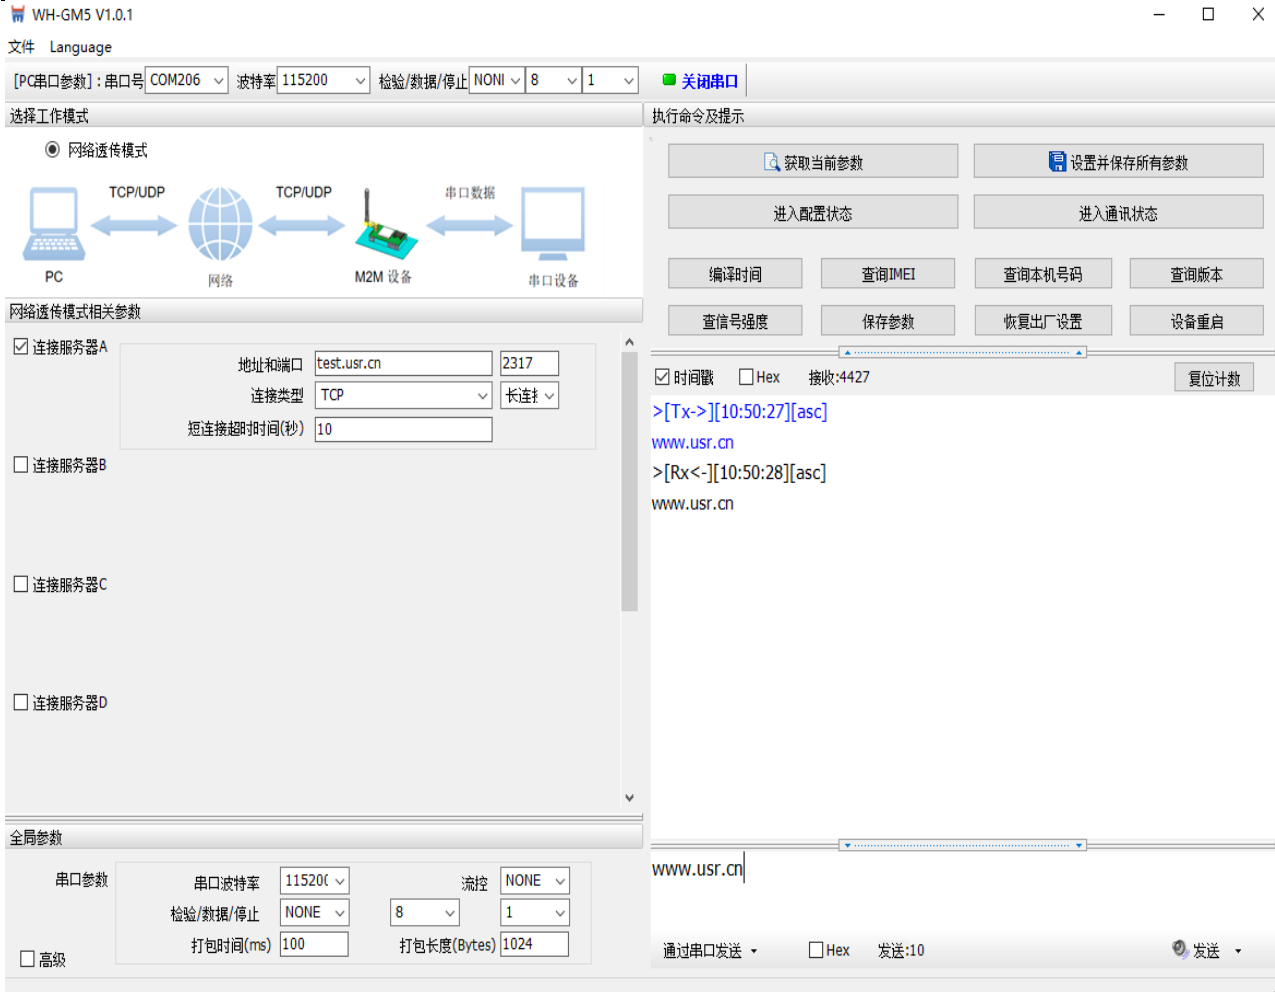 WH-GM5 V1.0.1
文件 Language
[PC串口参数]:串口号 COM206 波特率 115200 检验/数据/停止 NONI 8 1 关闭串口
选择工作模式
网络透传模式
TCP/UDP TCP/UDP 串口数据
PC 网络 M2M 设备 串口设备
网络透传模式相关参数
连接服务器A
地址和端口 test.usr.cn 2317
连接类型 TCP 长连接
短连接超时时间(秒) 10
连接服务器B
连接服务器C
连接服务器D
全局参数
串口参数
串口波特率 115200 流控 NONE
检验/数据/停止 NONE 8 1
打包时间(ms) 100 打包长度(Bytes) 1024
高级
执行命令及提示
获取当前参数 设置并保存所有参数
进入配置状态 进入通讯状态
编译时间 查询IMEI 查询本机号码 查询版本
查信号强度 保存参数 恢复出厂设置 设备重启
时间戳 Hex 接收:4427 复位计数
>[Tx->][10:50:27][asc]
www.usr.cn
>[Rx<-][10:50:28][asc]
www.usr.cn
www.usr.cn
通过串口发送 Hex 发送:10 发送